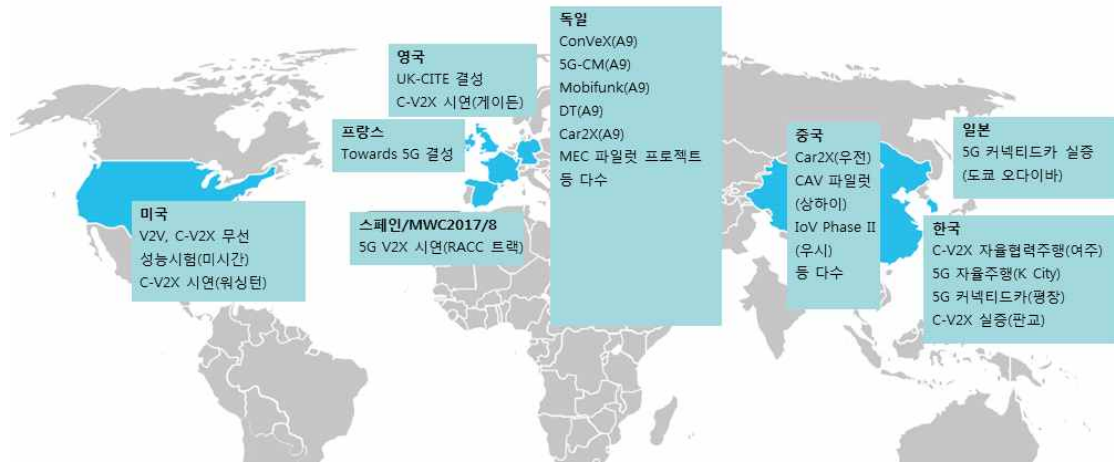 영국
UK-CITE 결성
C-V2X 시연(게이든)
프랑스
Towards 5G 결성
스페인/MWC2017/8
5G V2X 시연(RACC 트랙)
미국
V2V, C-V2X 무선
성능시험(미시간)
C-V2X 시연(워싱턴)
독일
ConVeX(A9)
5G-CM(A9)
Mobifunk(A9)
DT(A9)
Car2X(A9)
MEC 파일럿 프로젝트
등 다수
중국
Car2X(우전)
CAV 파일럿
(상하이)
IoV Phase II
(우시)
등 다수
일본
5G 커넥티드카 실증
(도쿄 오다이바)
한국
C-V2X 자율협력주행(여주)
5G 자율주행(K City)
5G 커넥티드카(평창)
C-V2X 실증(판교)